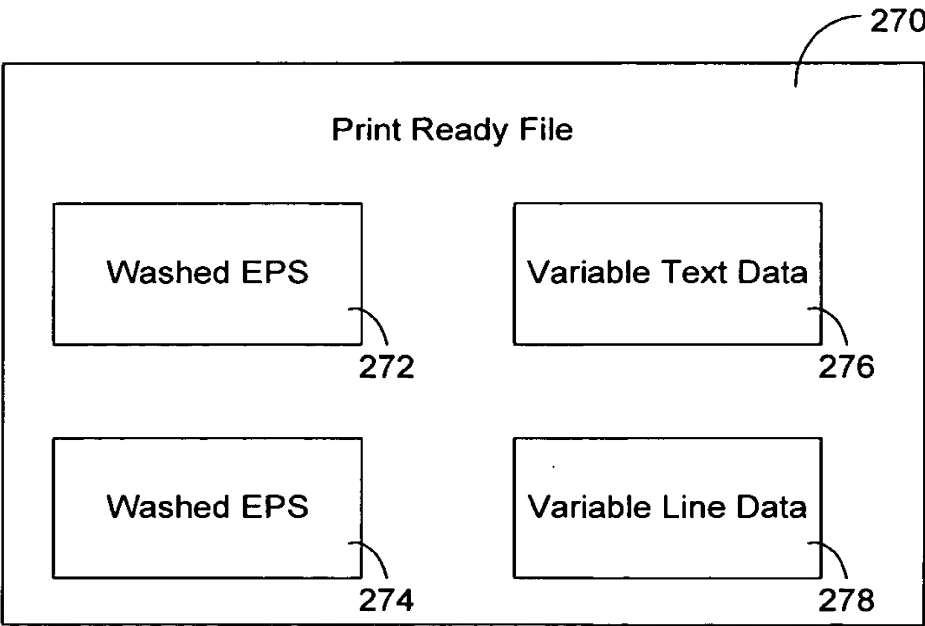 270
Print Ready File
Washed EPS
Variable Text Data
272
276
Washed EPS
Variable Line Data
274
278